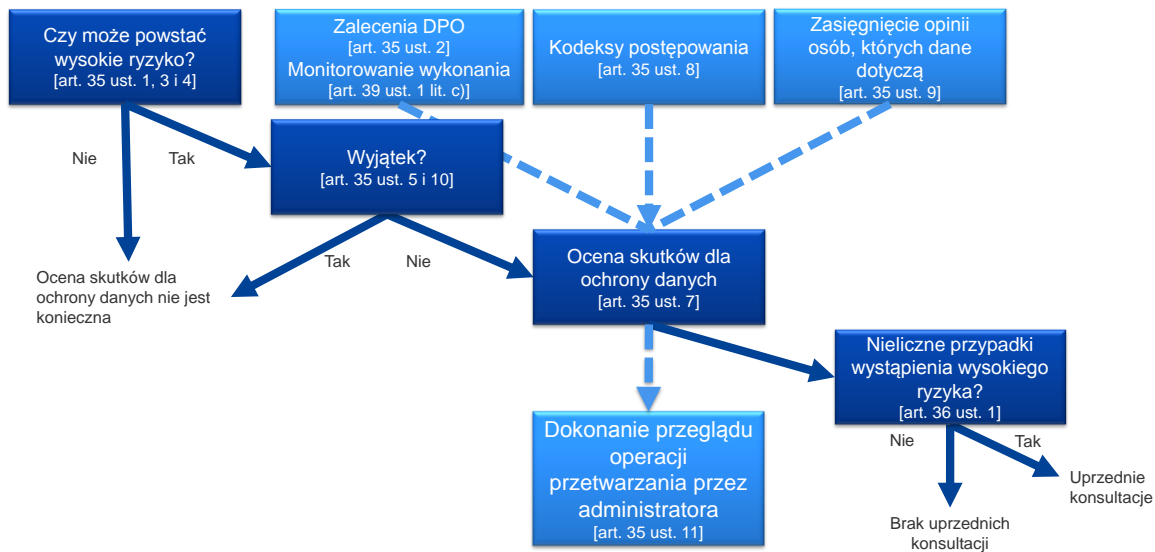 Czy może powstać
wysokie ryzyko?
[art. 35 ust. 1, 3 i 4]
Zalecenia DPO
[art. 35 ust. 2]
Monitorowanie wykonania
[art. 39 ust. 1 lit. c)]
Kodeksy postępowania
[art. 35 ust. 8]
Zasięgnięcie opinii
osób, których dane
dotyczą
[art. 35 ust. 9]
Nie
Tak
Wyjątek?
[art. 35 ust. 5 i 10]
Tak
Nie
Ocena skutków dla
ochrony danych nie jest
konieczna
Ocena skutków dla
ochrony danych
[art. 35 ust. 7]
Nieliczne przypadki
wystąpienia wysokiego
ryzyka?
[art. 36 ust. 1]
Dokonanie przeglądu
operacji
przetwarzania przez
administratora
[art. 35 ust. 11]
Nie
Tak
Uprzednie
konsultacje
Brak uprzednich
konsultacji